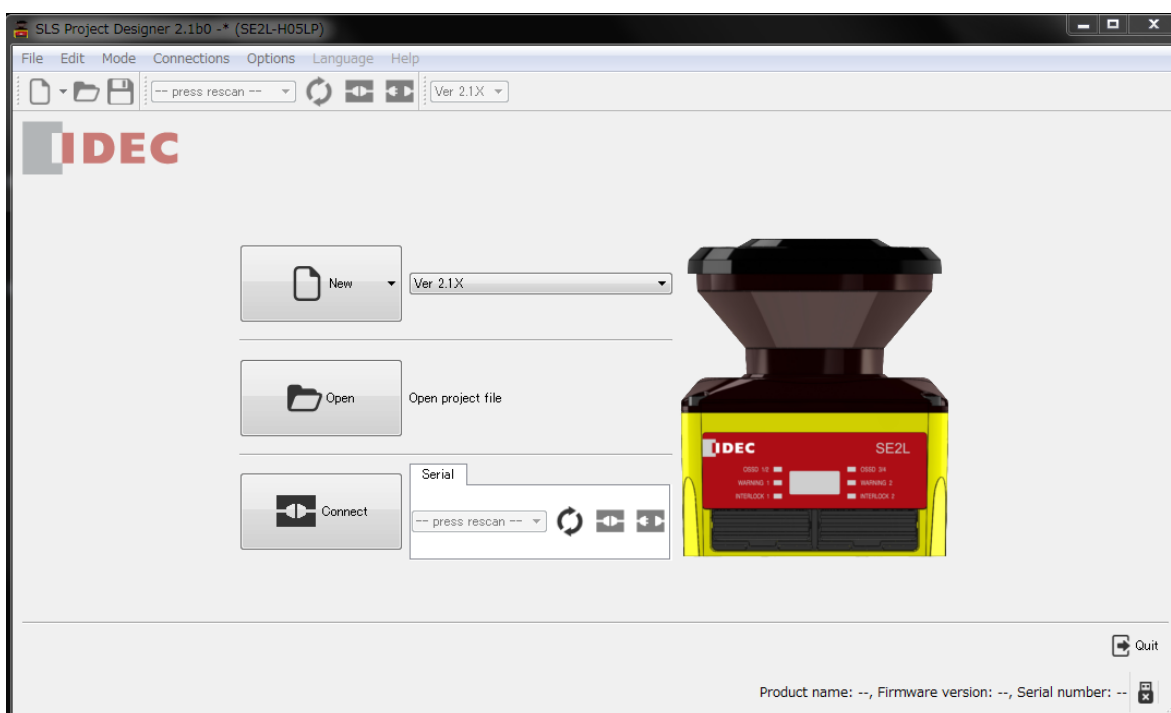 SLS Project Designer 2.1b0 -* (SE2L-H05LP)
File Edit Mode Connections Options Language Help
-- press rescan -- Ver 2.1X
IDEC
New Ver 2.1X
Open Open project file
IDEC SE2L
OSSD 1/2 OSSD 3/4
WARNING 1 WARNING 2
INTERLOCK 1 INTERLOCK 2
Serial
Connect -- press rescan --
Quit
Product name: --, Firmware version: --, Serial number: --